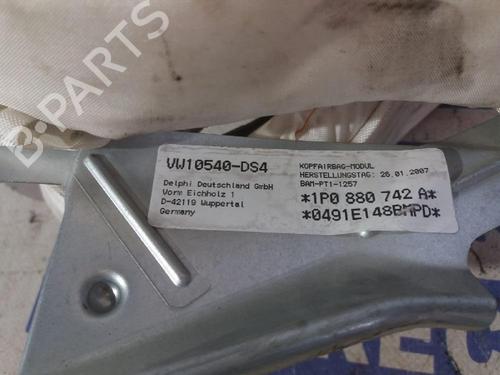 B-PARTS
VW10540-DS4
Delphi Deutschland GmbH
Vorm Eichholz 1
D-42119 Wuppertal
Germany
KOPFAIRBAG-MODUL
HERSTELLUNGSTAG: 26.01.2007
BAM-PT1-1257
*1P0 880 742 A*
*0491E148BMPD*